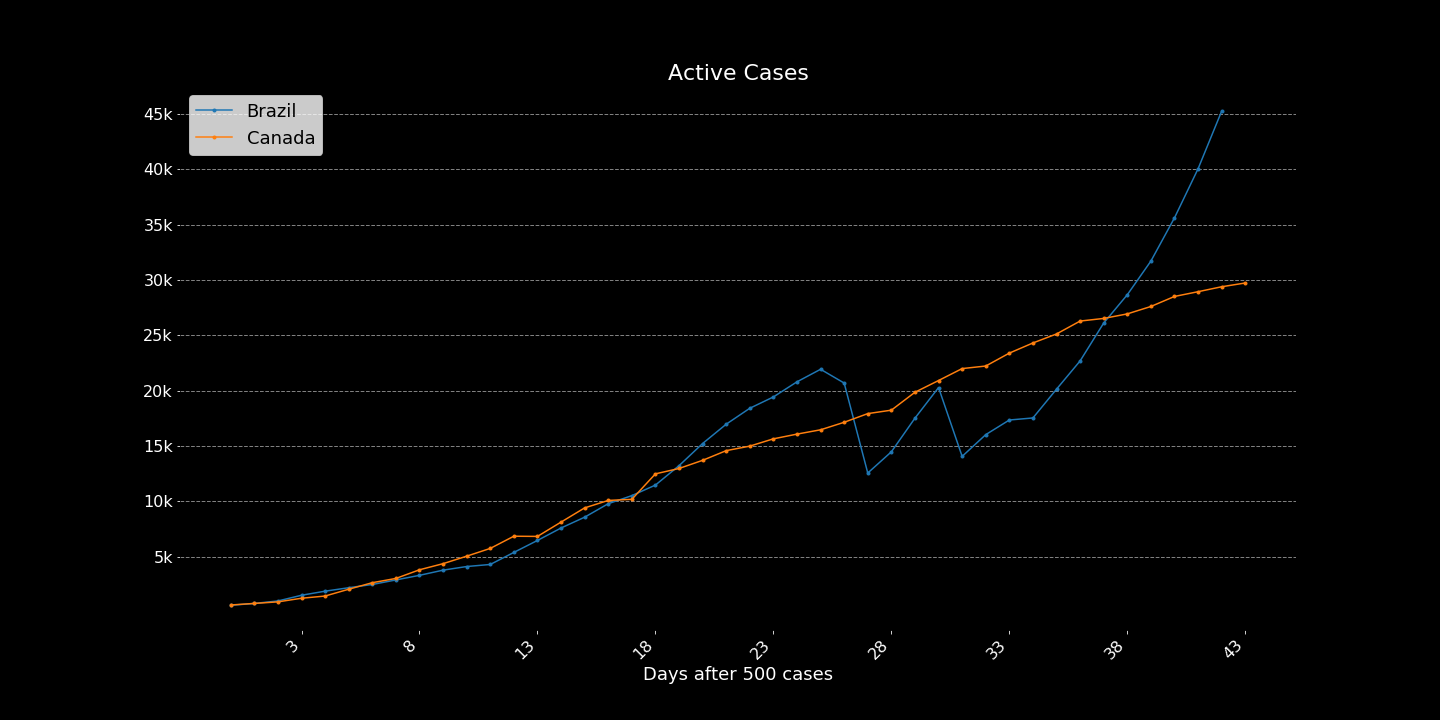 Active Cases
Brazil
Canada
45k
40k
35k
30k
25k
20k
15k
10k
5k
3 8 13 18 23 28 33 38 43
Days after 500 cases